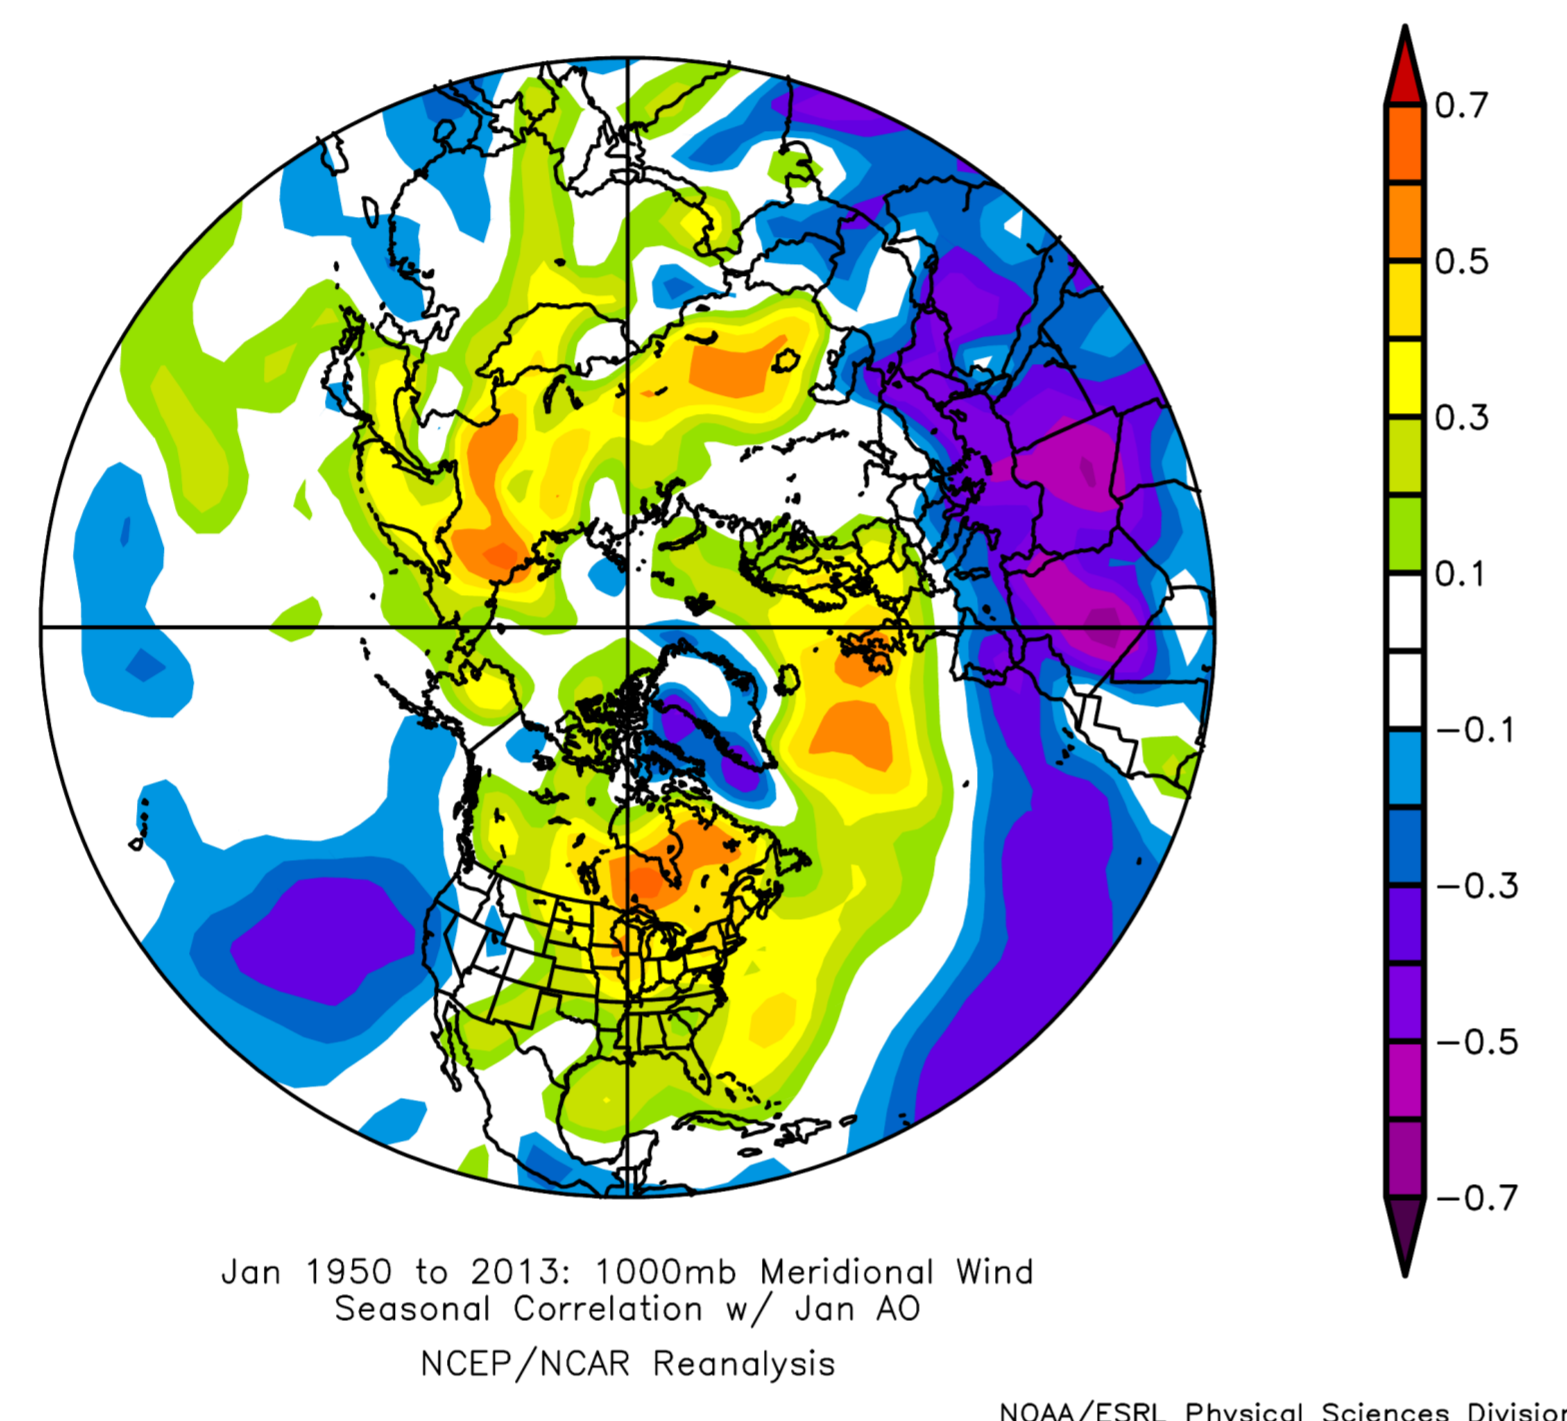 0.7
0.5
0.3
0.1
−0.1
−0.3
−0.5
−0.7
Jan 1950 to 2013: 1000mb Meridional Wind
Seasonal Correlation w/ Jan AO
NCEP/NCAR Reanalysis
NOAA/ESRL Physical Sciences Division